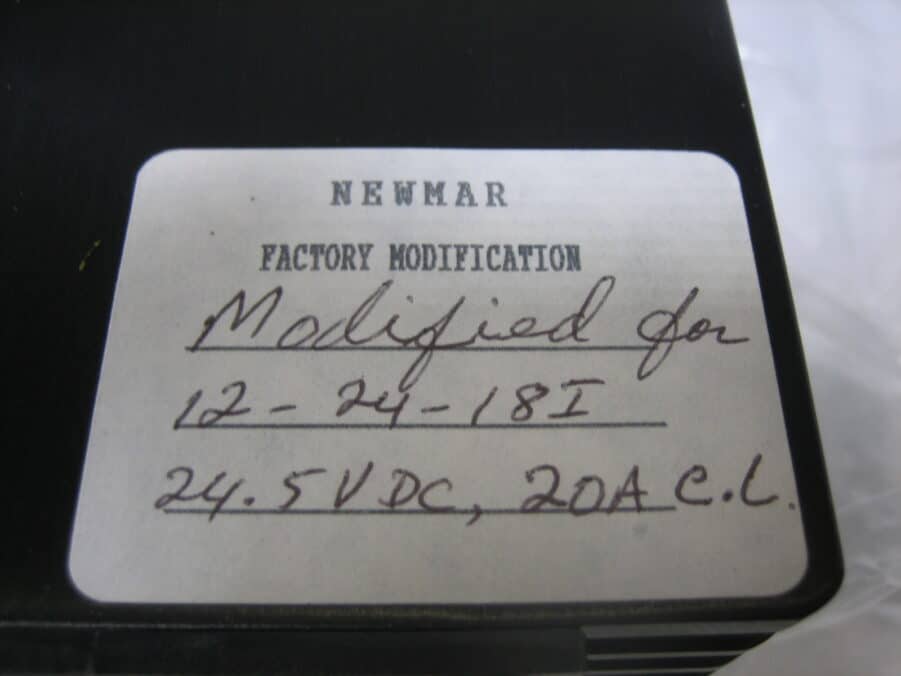 NEWMAR
FACTORY MODIFICATION
Modified for
12-24-18I
24.5VDC, 20A C.L.